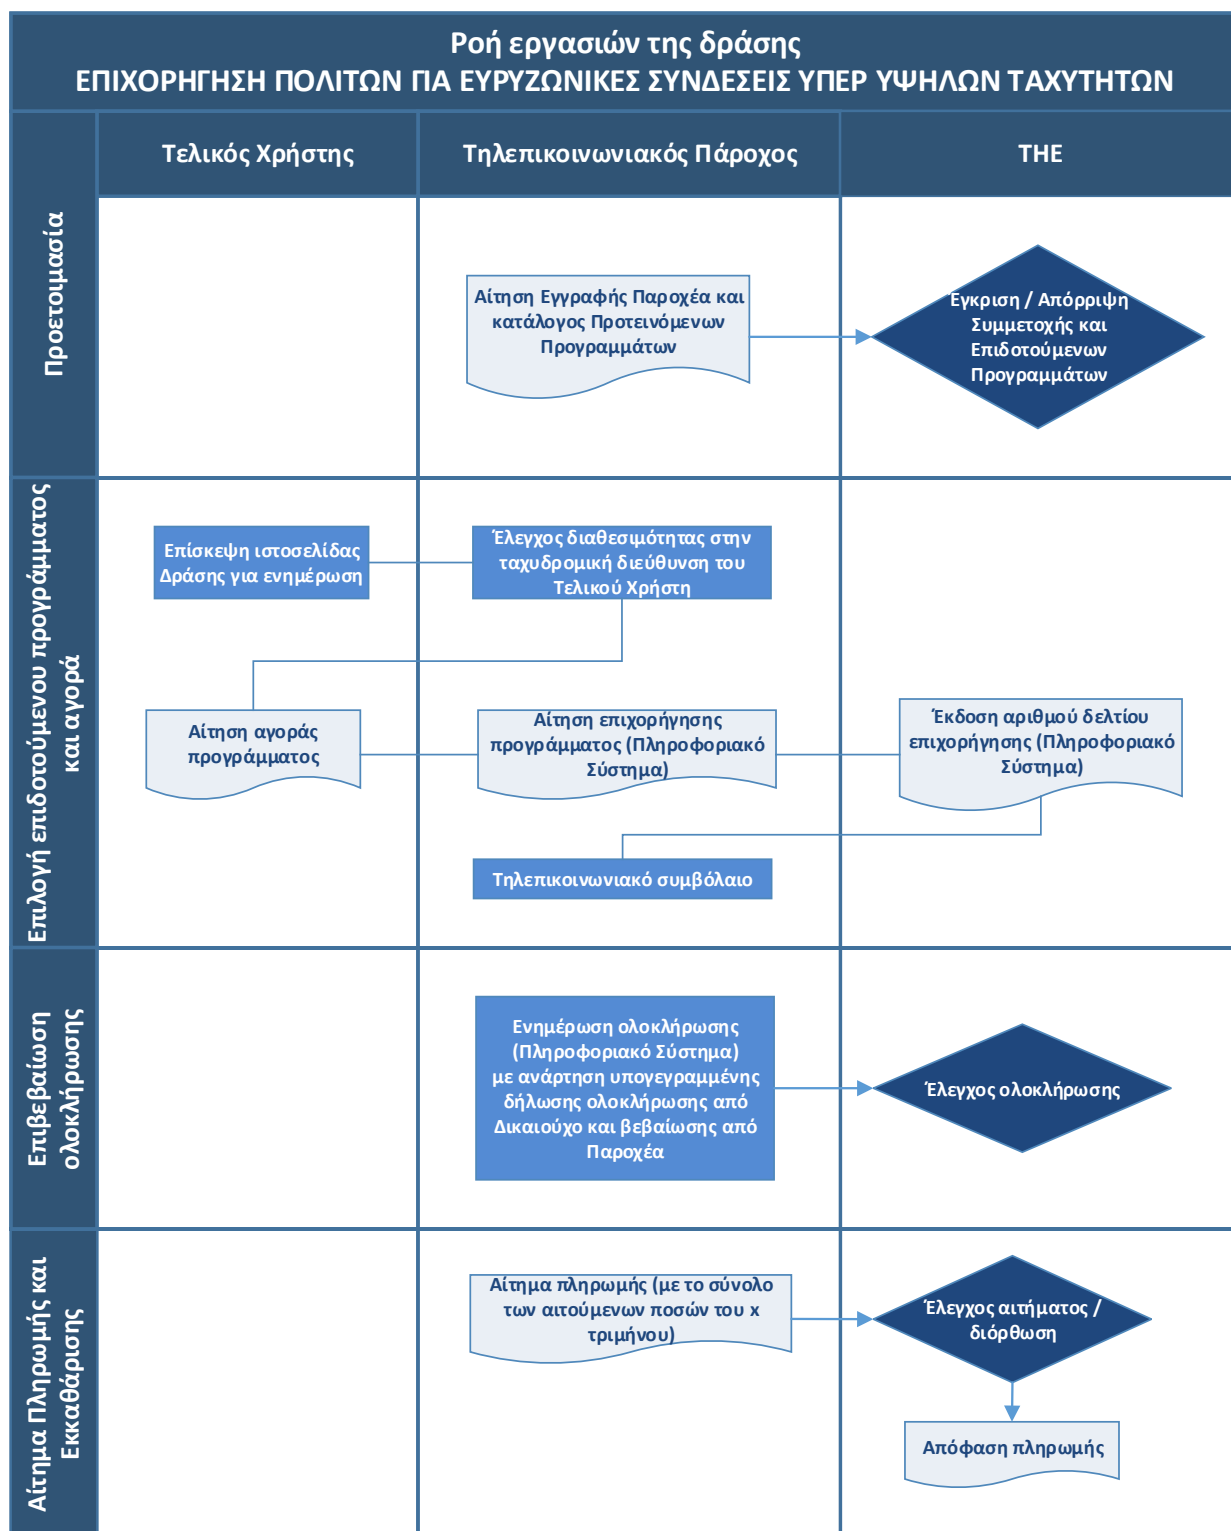 Ροή εργασιών της δράσης
ΕΠΙΧΟΡΗΓΗΣΗ ΠΟΛΙΤΩΝ ΓΙΑ ΕΥΡΥΖΩΝΙΚΕΣ ΣΥΝΔΕΣΕΙΣ ΥΠΕΡ ΥΨΗΛΩΝ ΤΑΧΥΤΗΤΩΝ
Τελικός Χρήστης
Τηλεπικοινωνιακός Πάροχος
ΤΗΕ
Προετοιμασία
Αίτηση Εγγραφής Παροχέα και
κατάλογος Προτεινόμενων
Προγραμμάτων
Έγκριση / Απόρριψη
Συμμετοχής και
Επιδοτούμενων
Προγραμμάτων
Επιλογή επιδοτούμενου προγράμματος
και αγορά
Επίσκεψη ιστοσελίδας
Δράσης για ενημέρωση
Έλεγχος διαθεσιμότητας στην
ταχυδρομική διεύθυνση του
Τελικού Χρήστη
Αίτηση αγοράς
προγράμματος
Αίτηση επιχορήγησης
προγράμματος (Πληροφοριακό
Σύστημα)
Έκδοση αριθμού δελτίου
επιχορήγησης (Πληροφοριακό
Σύστημα)
Τηλεπικοινωνιακό συμβόλαιο
Επιβεβαίωση
ολοκλήρωσης
Ενημέρωση ολοκλήρωσης
(Πληροφοριακό Σύστημα)
με ανάρτηση υπογεγραμμένης
δήλωσης ολοκλήρωσης από
Δικαιούχο και βεβαίωσης από
Παροχέα
Έλεγχος ολοκλήρωσης
Αίτημα Πληρωμής και
Εκκαθάρισης
Αίτημα πληρωμής (με το σύνολο
των αιτούμενων ποσών του x
τριμήνου)
Έλεγχος αιτήματος /
διόρθωση
Απόφαση πληρωμής